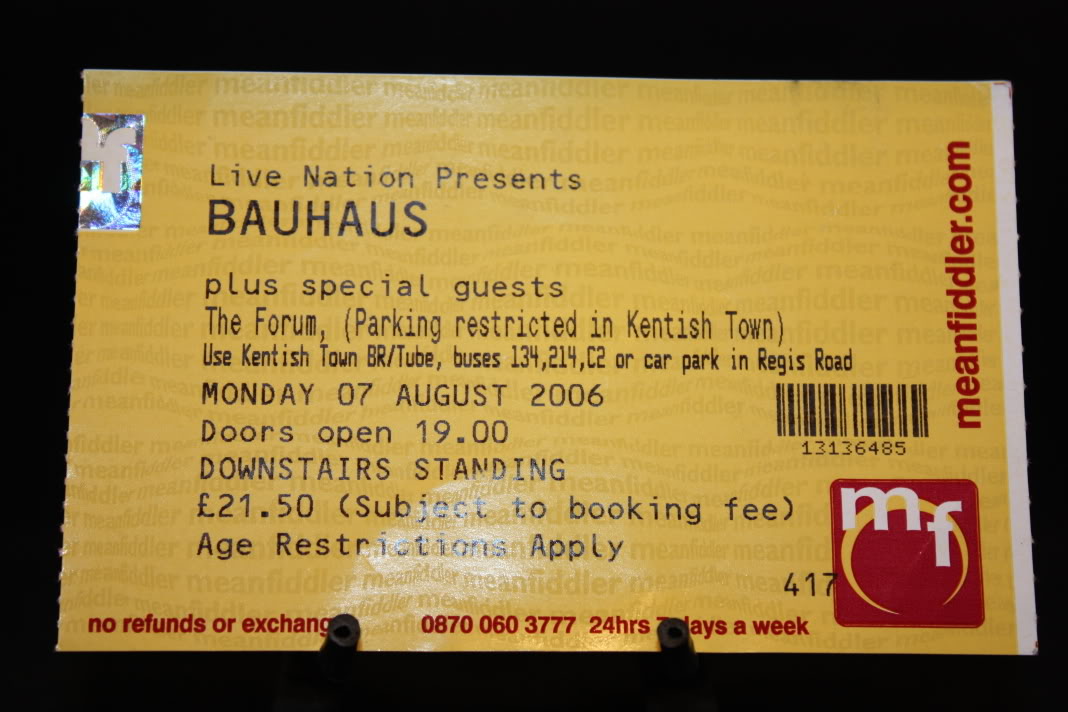 Live Nation Presents
BAUHAUS
plus special guests
The Forum, (Parking restricted in Kentish Town)
Use Kentish Town BR/Tube, buses 134,214,C2 or car park in Regis Road
MONDAY 07 AUGUST 2006
Doors open 19.00
DOWNSTAIRS STANDING
£21.50 (Subject to booking fee)
Age Restrictions Apply
13136485
417
mf
meanfiddler.com
no refunds or 0870 060 3777 24hrs a week